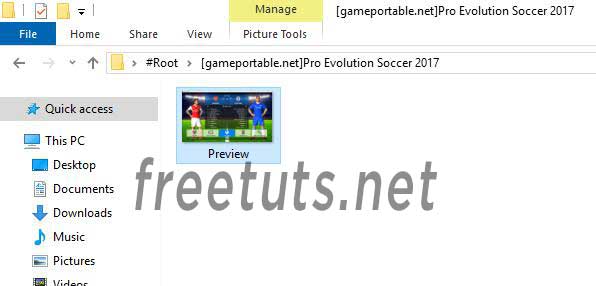 Manage
[gameportable.net]Pro Evolution Soccer 2017
File
Home
Share
View
Picture Tools
#Root
[gameportable.net]Pro Evolution Soccer 2017
Quick access
This PC
Desktop
Documents
Downloads
Music
Pictures
Videos
Preview
freetuts.net